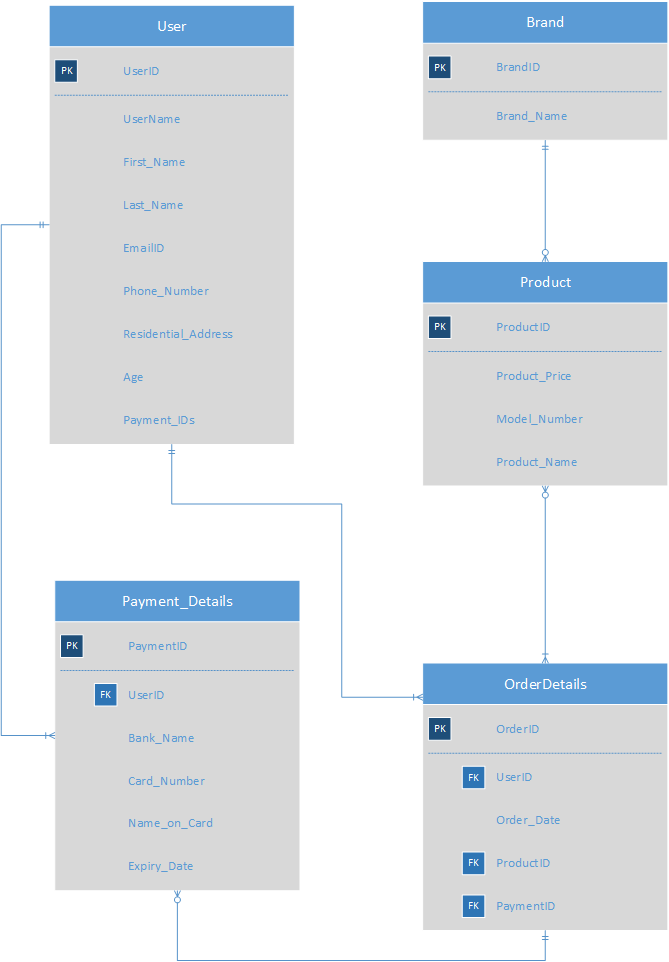 User
PK UserID
UserName
First_Name
Last_Name
EmailID
Phone_Number
Residential_Address
Age
Payment_IDs
Brand
PK BrandID
Brand_Name
Product
PK ProductID
Product_Price
Model_Number
Product_Name
Payment_Details
PK PaymentID
FK UserID
Bank_Name
Card_Number
Name_on_Card
Expiry_Date
OrderDetails
PK OrderID
FK UserID
Order_Date
FK ProductID
FK PaymentID